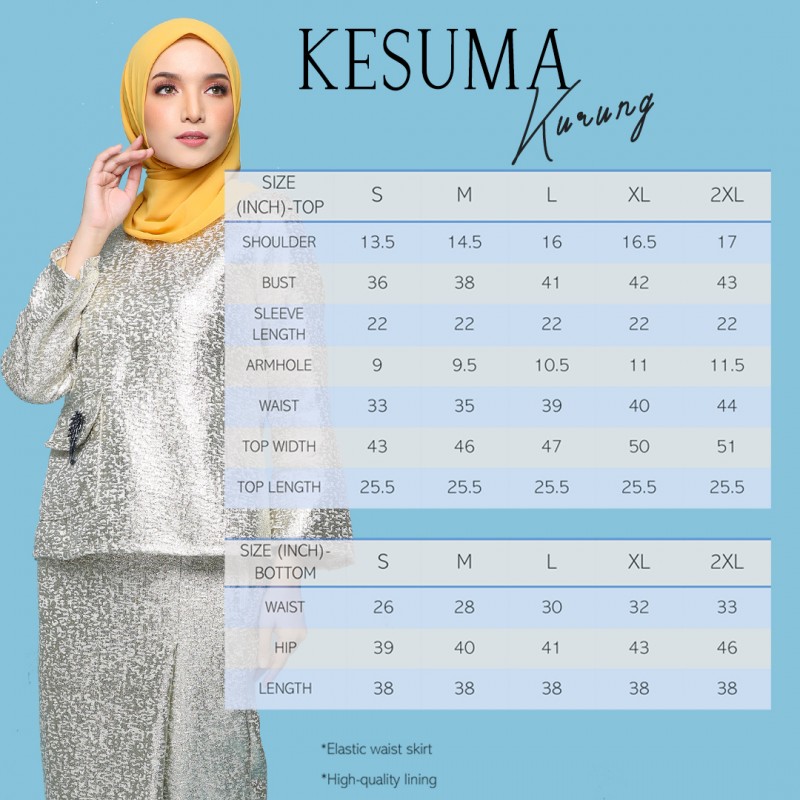 KESUMA
Kurung
SIZE
(INCH)-TOP S M L XL 2XL
SHOULDER 13.5 14.5 16 16.5 17
BUST 36 38 41 42 43
SLEEVE
LENGTH 22 22 22 22 22
ARMHOLE 9 9.5 10.5 11 11.5
WAIST 33 35 39 40 44
TOP WIDTH 43 46 47 50 51
TOP LENGTH 25.5 25.5 25.5 25.5 25.5
SIZE (INCH)-
BOTTOM S M L XL 2XL
WAIST 26 28 30 32 33
HIP 39 40 41 43 46
LENGTH 38 38 38 38 38
*Elastic waist skirt
*High-quality lining